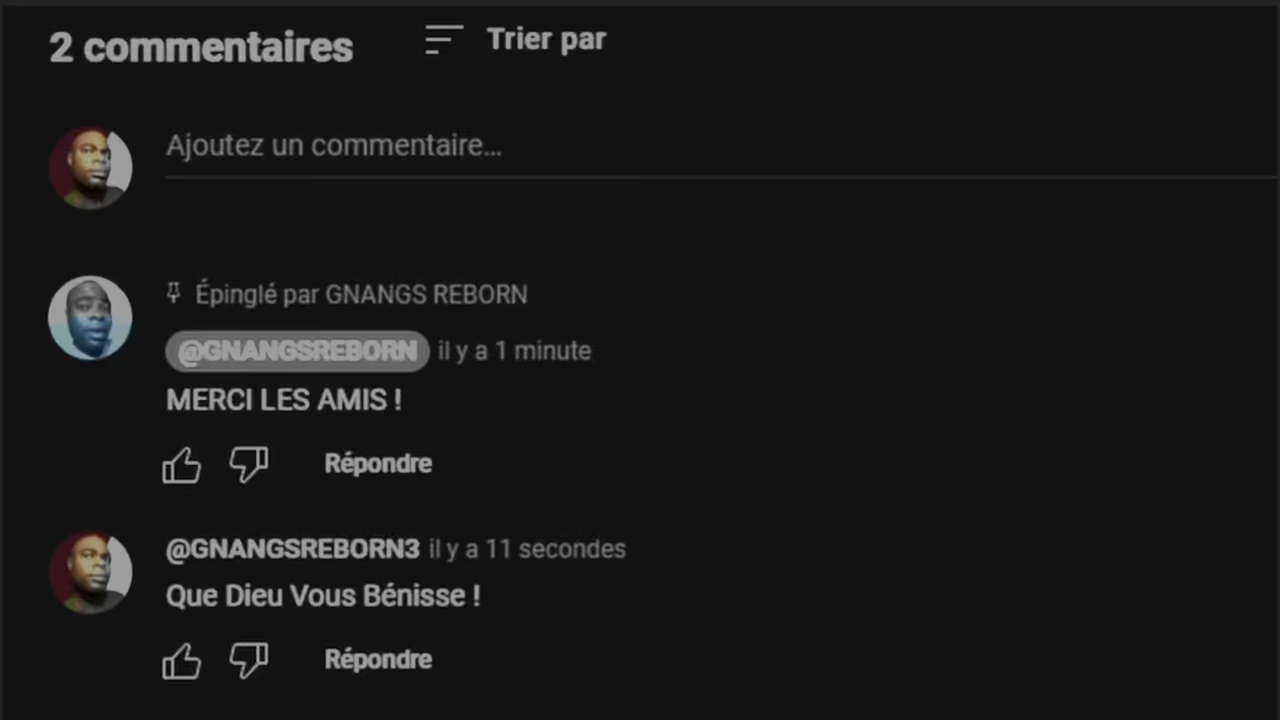 2 commentaires
Trier par
Ajoutez un commentaire...
Épinglé par GNANGS REBORN
@GNANGSREBORN il y a 1 minute
MERCI LES AMIS !
Répondre
@GNANGSREBORN3 il y a 11 secondes
Que Dieu Vous Bénisse !
Répondre